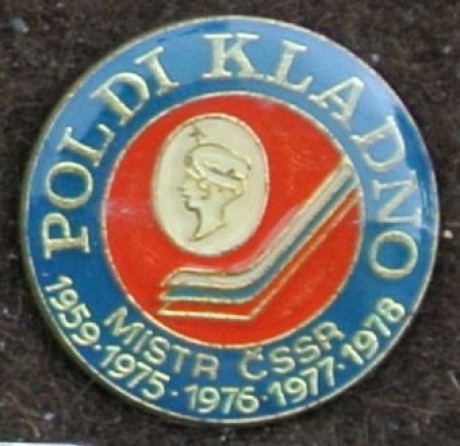 POLDI KLADNO
MISTR ČSSR
1959·1975·1976·1977·1978